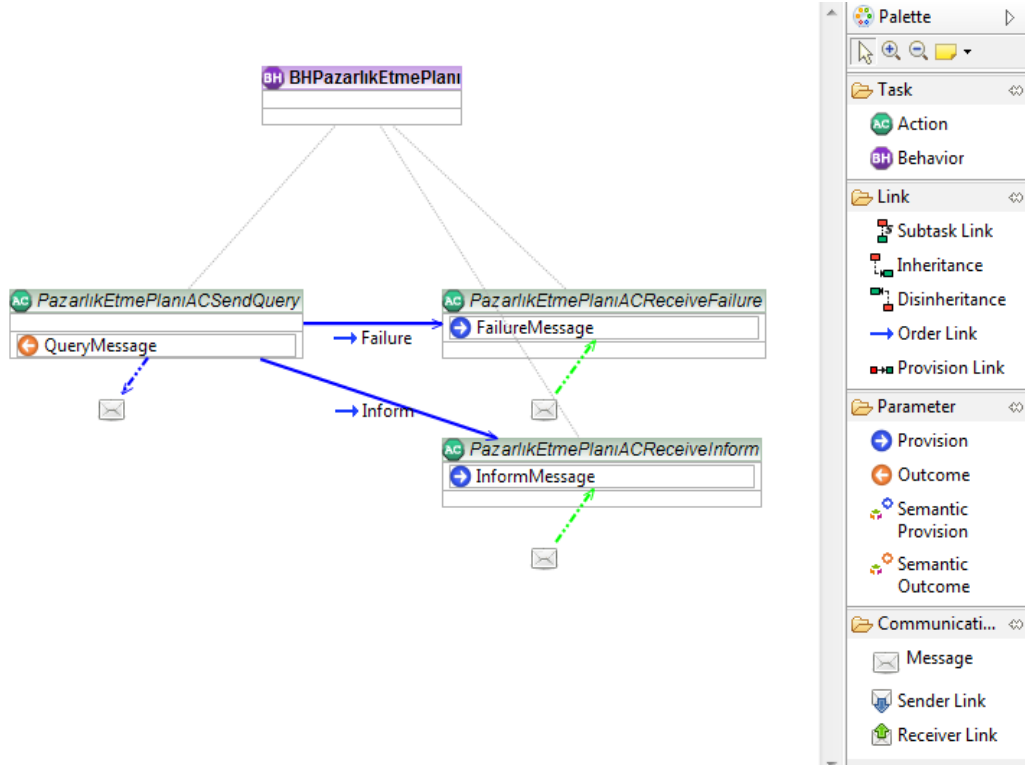 BH BHPazarlıkEtmePlanı
AC PazarlıkEtmePlanıACSendQuery
QueryMessage
Failure
Inform
AC PazarlıkEtmePlanıACReceiveFailure
FailureMessage
AC PazarlıkEtmePlanıACReceiveInform
InformMessage
Palette
Task
AC Action
BH Behavior
Link
Subtask Link
Inheritance
Disinheritance
Order Link
Provision Link
Parameter
Provision
Outcome
Semantic
Provision
Semantic
Outcome
Communicati...
Message
Sender Link
Receiver Link